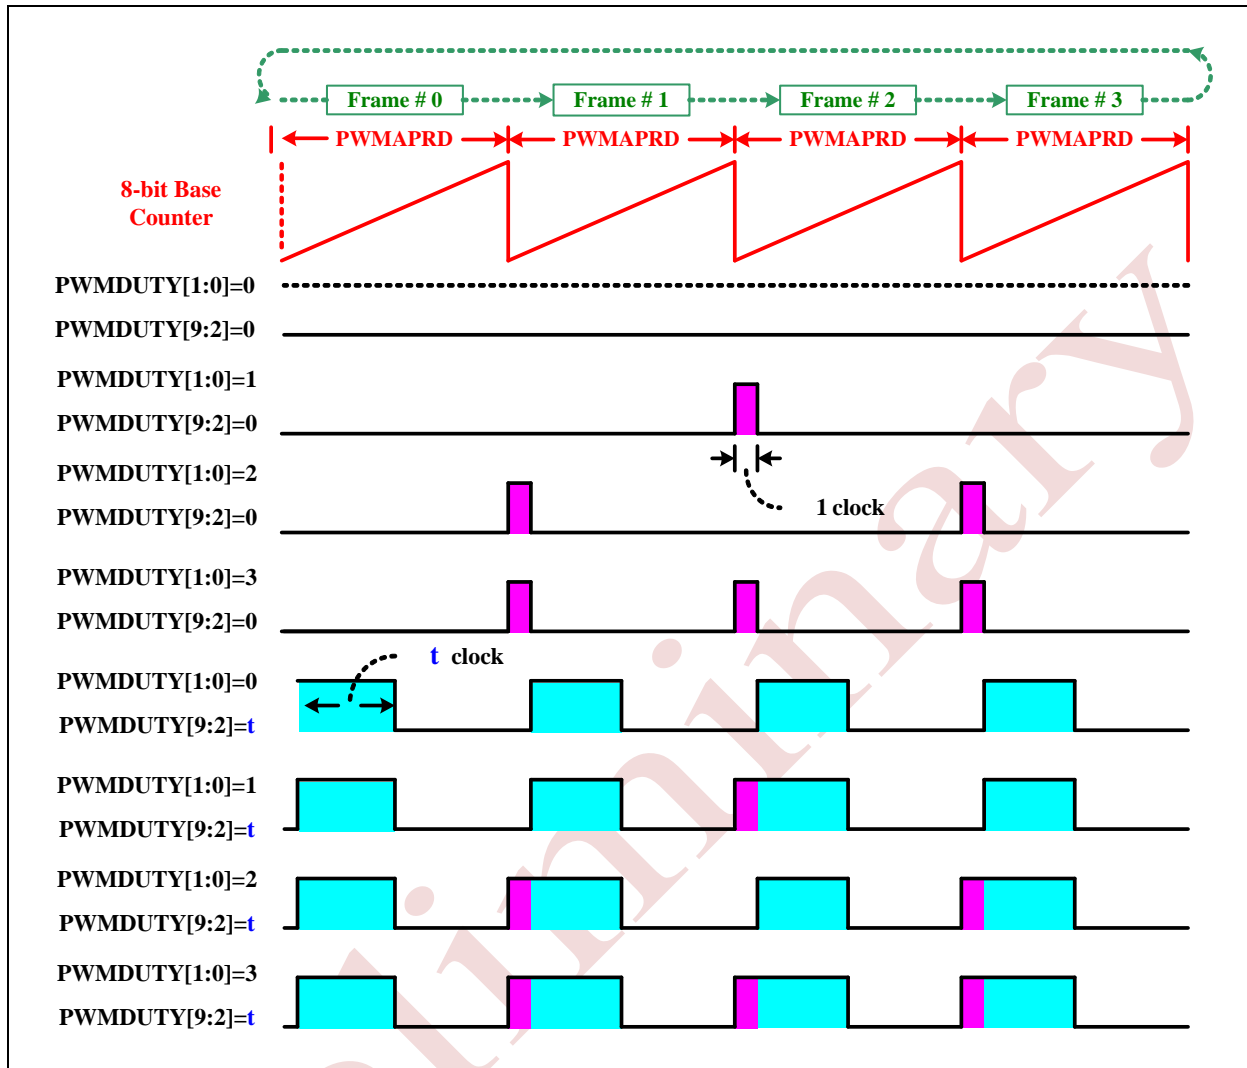 Frame # 0 Frame # 1 Frame # 2 Frame # 3
PWMAPRD PWMAPRD PWMAPRD PWMAPRD
8-bit Base
Counter
PWMDUTY[1:0]=0
PWMDUTY[9:2]=0
PWMDUTY[1:0]=1
PWMDUTY[9:2]=0
PWMDUTY[1:0]=2
PWMDUTY[9:2]=0
1 clock
PWMDUTY[1:0]=3
PWMDUTY[9:2]=0
t clock
PWMDUTY[1:0]=0
PWMDUTY[9:2]=t
PWMDUTY[1:0]=1
PWMDUTY[9:2]=t
PWMDUTY[1:0]=2
PWMDUTY[9:2]=t
PWMDUTY[1:0]=3
PWMDUTY[9:2]=t
liminary